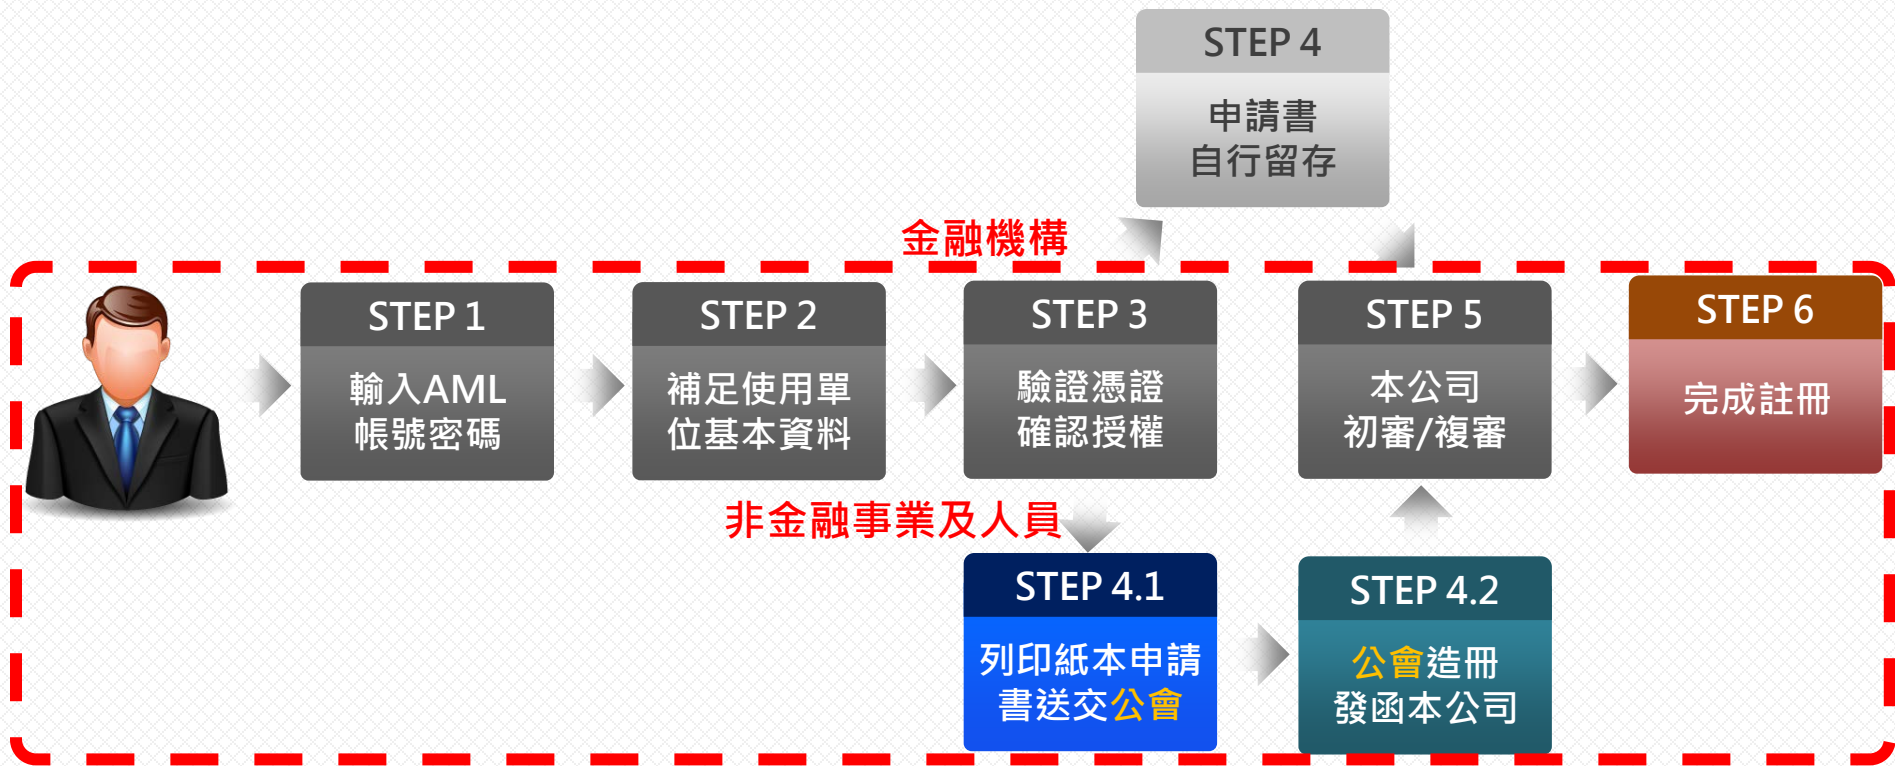 STEP 4
申請書
自行留存
金融機構
STEP 1
輸入AML
帳號密碼
STEP 2
補足使用單
位基本資料
STEP 3
驗證憑證
確認授權
STEP 5
本公司
初審/複審
STEP 6
完成註冊
非金融事業及人員
STEP 4.1
列印紙本申請
書送交公會
STEP 4.2
公會造冊
發函本公司